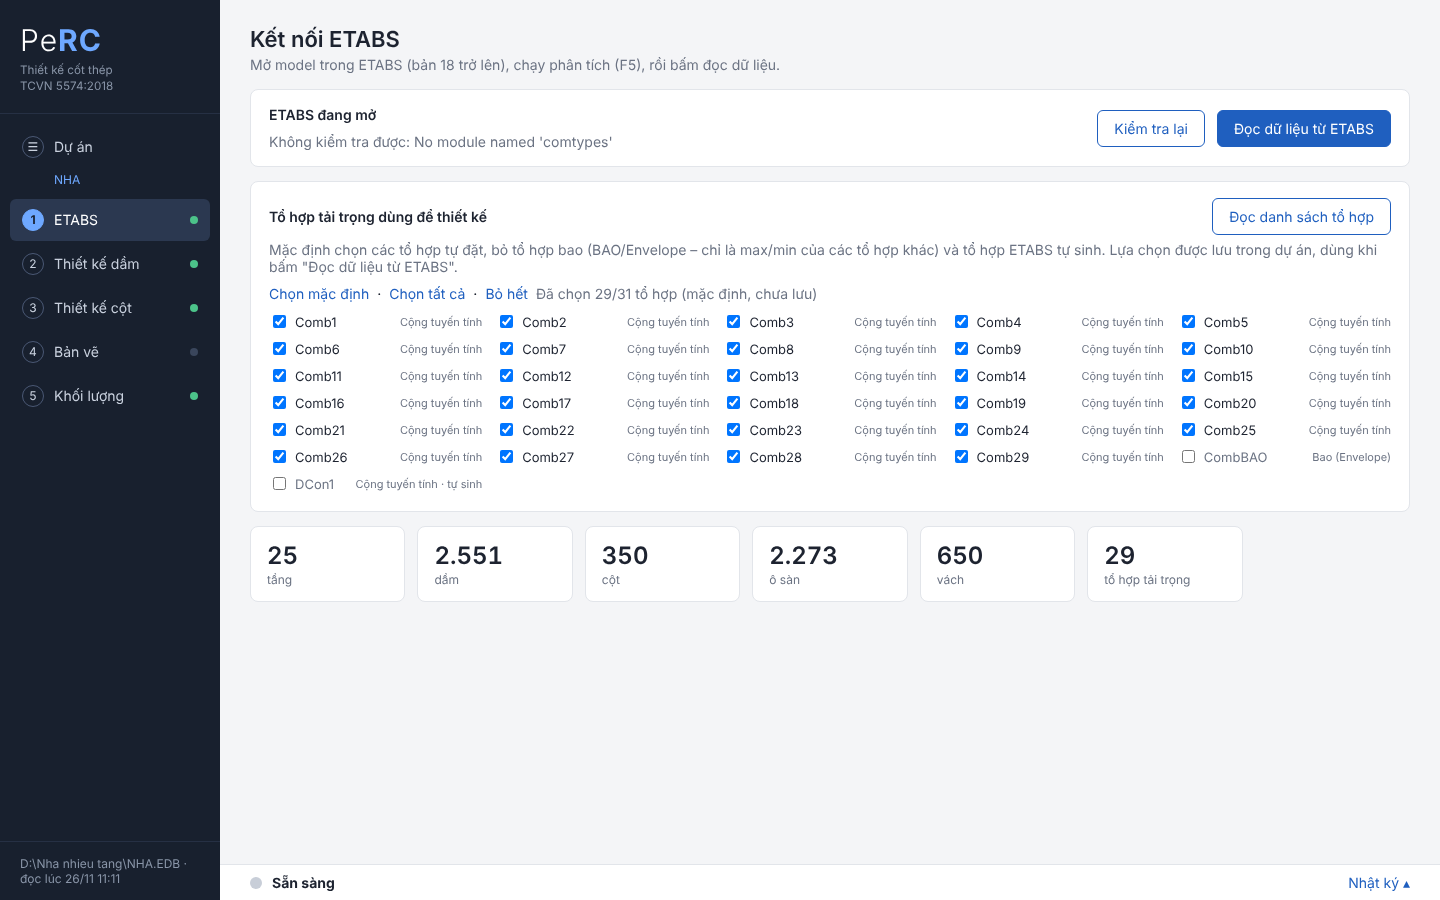 PeRC
Thiết kế cốt thép
TCVN 5574:2018
☰ Dự án
NHA
1 ETABS
2 Thiết kế dầm
3 Thiết kế cột
4 Bản vẽ
5 Khối lượng
D:\Nha nhieu tang\NHA.EDB ·
đọc lúc 26/11 11:11
Kết nối ETABS
Mở model trong ETABS (bản 18 trở lên), chạy phân tích (F5), rồi bấm đọc dữ liệu.
ETABS đang mở
Không kiểm tra được: No module named 'comtypes'
Kiểm tra lại
Đọc dữ liệu từ ETABS
Tổ hợp tải trọng dùng để thiết kế
Đọc danh sách tổ hợp
Mặc định chọn các tổ hợp tự đặt, bỏ tổ hợp bao (BAO/Envelope – chỉ là max/min của các tổ hợp khác) và tổ hợp ETABS tự sinh. Lựa chọn được lưu trong dự án, dùng khi
bấm "Đọc dữ liệu từ ETABS".
Chọn mặc định · Chọn tất cả · Bỏ hết Đã chọn 29/31 tổ hợp (mặc định, chưa lưu)
Comb1 Cộng tuyến tính Comb2 Cộng tuyến tính Comb3 Cộng tuyến tính Comb4 Cộng tuyến tính Comb5 Cộng tuyến tính
Comb6 Cộng tuyến tính Comb7 Cộng tuyến tính Comb8 Cộng tuyến tính Comb9 Cộng tuyến tính Comb10 Cộng tuyến tính
Comb11 Cộng tuyến tính Comb12 Cộng tuyến tính Comb13 Cộng tuyến tính Comb14 Cộng tuyến tính Comb15 Cộng tuyến tính
Comb16 Cộng tuyến tính Comb17 Cộng tuyến tính Comb18 Cộng tuyến tính Comb19 Cộng tuyến tính Comb20 Cộng tuyến tính
Comb21 Cộng tuyến tính Comb22 Cộng tuyến tính Comb23 Cộng tuyến tính Comb24 Cộng tuyến tính Comb25 Cộng tuyến tính
Comb26 Cộng tuyến tính Comb27 Cộng tuyến tính Comb28 Cộng tuyến tính Comb29 Cộng tuyến tính CombBAO Bao (Envelope)
DCon1 Cộng tuyến tính · tự sinh
25
tầng
2.551
dầm
350
cột
2.273
ô sàn
650
vách
29
tổ hợp tải trọng
Sẵn sàng
Nhật ký ▴